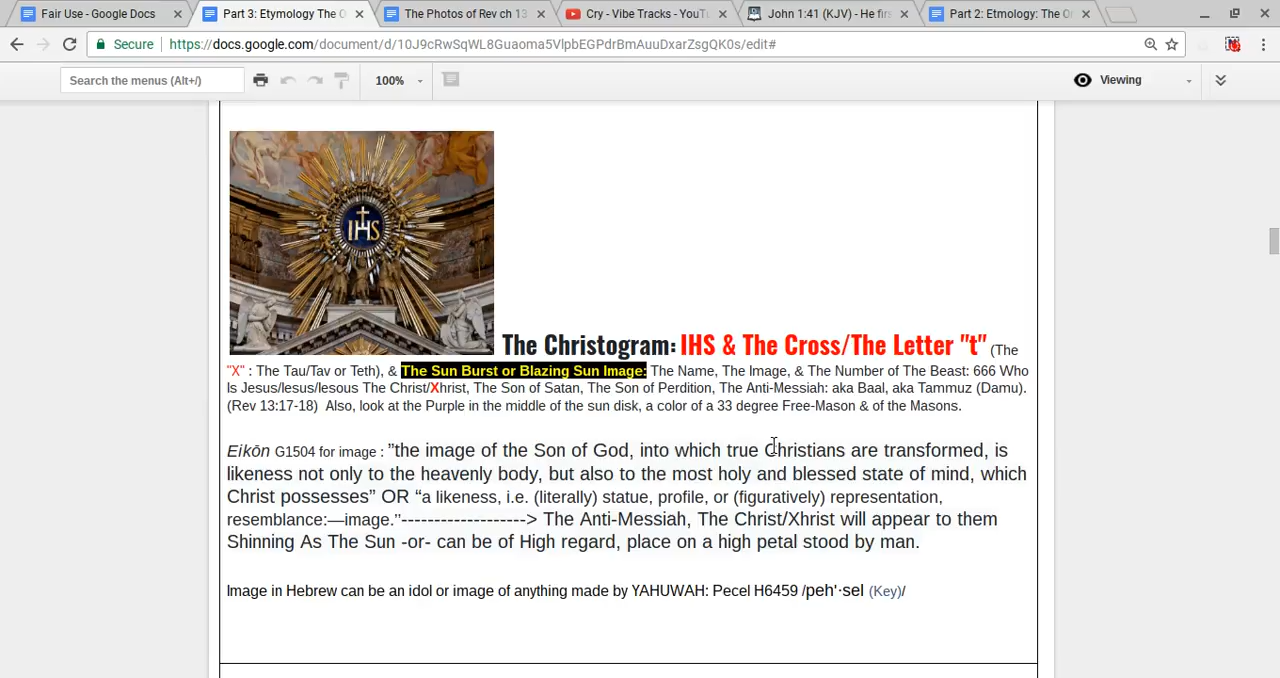 Fair Use - Google Docs
Part 3: Etymology The O
The Photos of Rev ch 13
Cry - Vibe Tracks - YouTu
John 1:41 (KJV) - He firs
Part 2: Etmology: The Or
Secure
https://docs.google.com/document/d/10J9cRwSqWL8Guaoma5VlpbEGPdrBmAuuDxarZsgQK0s/edit#
Search the menus (Alt+/)
100%
Viewing
IHS
The Christogram: IHS & The Cross/The Letter "t" (The
"X" : The Tau/Tav or Teth), & The Sun Burst or Blazing Sun Image: The Name, The Image, & The Number of The Beast: 666 Who
Is Jesus/Iesus/Iesous The Christ/Xhrist, The Son of Satan, The Son of Perdition, The Anti-Messiah: aka Baal, aka Tammuz (Damu).
(Rev 13:17-18) Also, look at the Purple in the middle of the sun disk, a color of a 33 degree Free-Mason & of the Masons.
Eikōn G1504 for image : ”the image of the Son of God, into which true Christians are transformed, is
likeness not only to the heavenly body, but also to the most holy and blessed state of mind, which
Christ possesses” OR “a likeness, i.e. (literally) statue, profile, or (figuratively) representation,
resemblance:—image.”-------------------> The Anti-Messiah, The Christ/Xhrist will appear to them
Shinning As The Sun -or- can be of High regard, place on a high petal stood by man.
Image in Hebrew can be an idol or image of anything made by YAHUWAH: Pecel H6459 /peh'·sel (Key)/